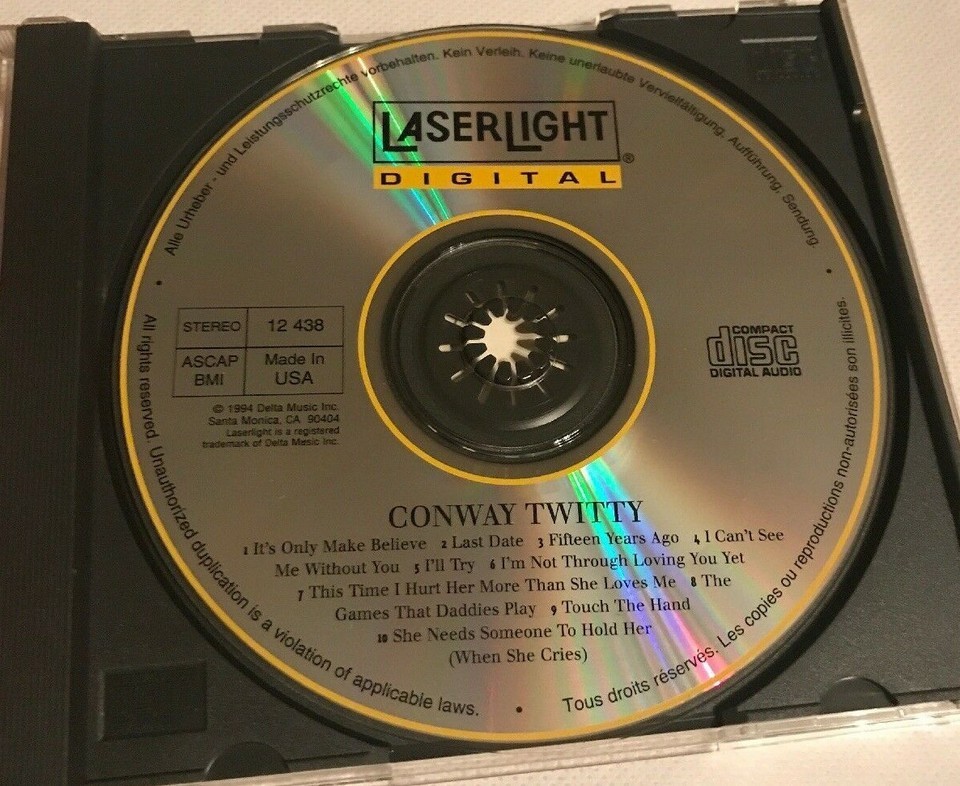 Alle Urheber - und Leistungsschutzrechte vorbehalten. Kein Verleih. Keine unerlaubte Vervielfältigung. Aufführung, Sendung.
LASERLIGHT®
DIGITAL
STEREO 12 438
ASCAP BMI Made In USA
© 1994 Delta Music Inc.
Santa Monica, CA 90404
Laserlight is a registered
trademark of Delta Music Inc.
COMPACT
disc
DIGITAL AUDIO
CONWAY TWITTY
1 It's Only Make Believe 2 Last Date 3 Fifteen Years Ago 4 I Can't See
Me Without You 5 I'll Try 6 I'm Not Through Loving You Yet
7 This Time I Hurt Her More Than She Loves Me 8 The
Games That Daddies Play 9 Touch The Hand
10 She Needs Someone To Hold Her
(When She Cries)
All rights reserved. Unauthorized duplication is a violation of applicable laws.
Tous droits réservés. Les copies ou reproductions non-autorisées son illicites.